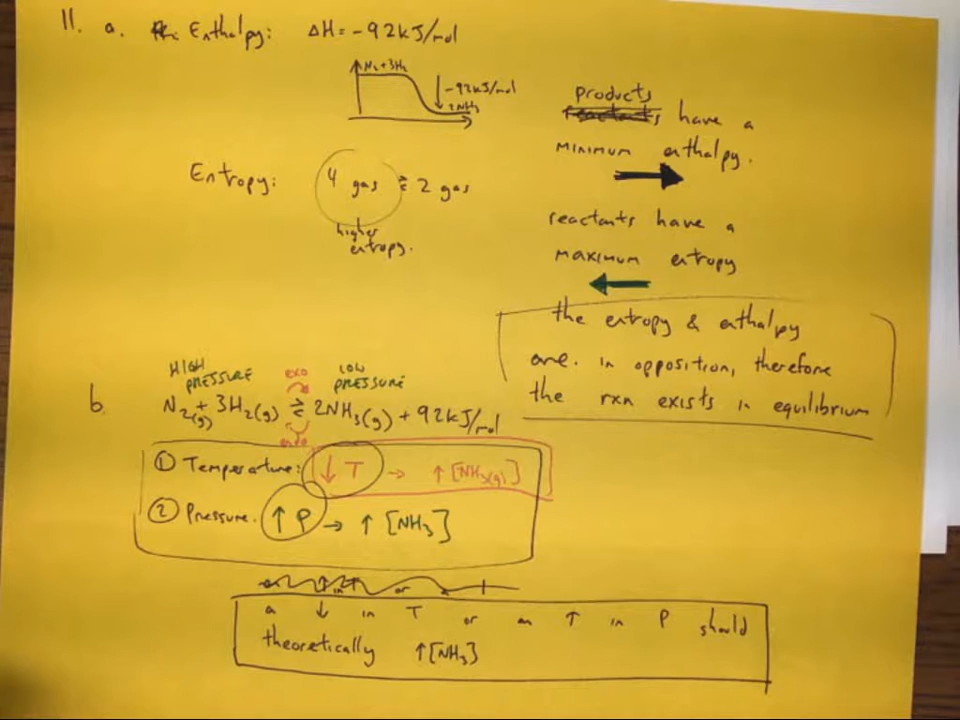 11. a. Enthalpy: ΔH = -92kJ/mol
N₂ + 3H₂
-92kJ/mol
2NH₃
products
reactants have a
minimum enthalpy.
Entropy: 4 gas ⇌ 2 gas
higher
entropy.
reactants have a
maximum entropy
the entropy & enthalpy
are in opposition, therefore
the rxn exists in equilibrium
HIGH PRESSURE exo LOW PRESSURE
b. N₂(g) + 3H₂(g) ⇌ 2NH₃(g) + 92kJ/mol
endo
① Temperature: ↓ T → ↑ [NH₃(g)]
② Pressure. ↑ P → ↑ [NH₃]
a ↓ in T or an ↑ in P should
theoretically ↑[NH₃]